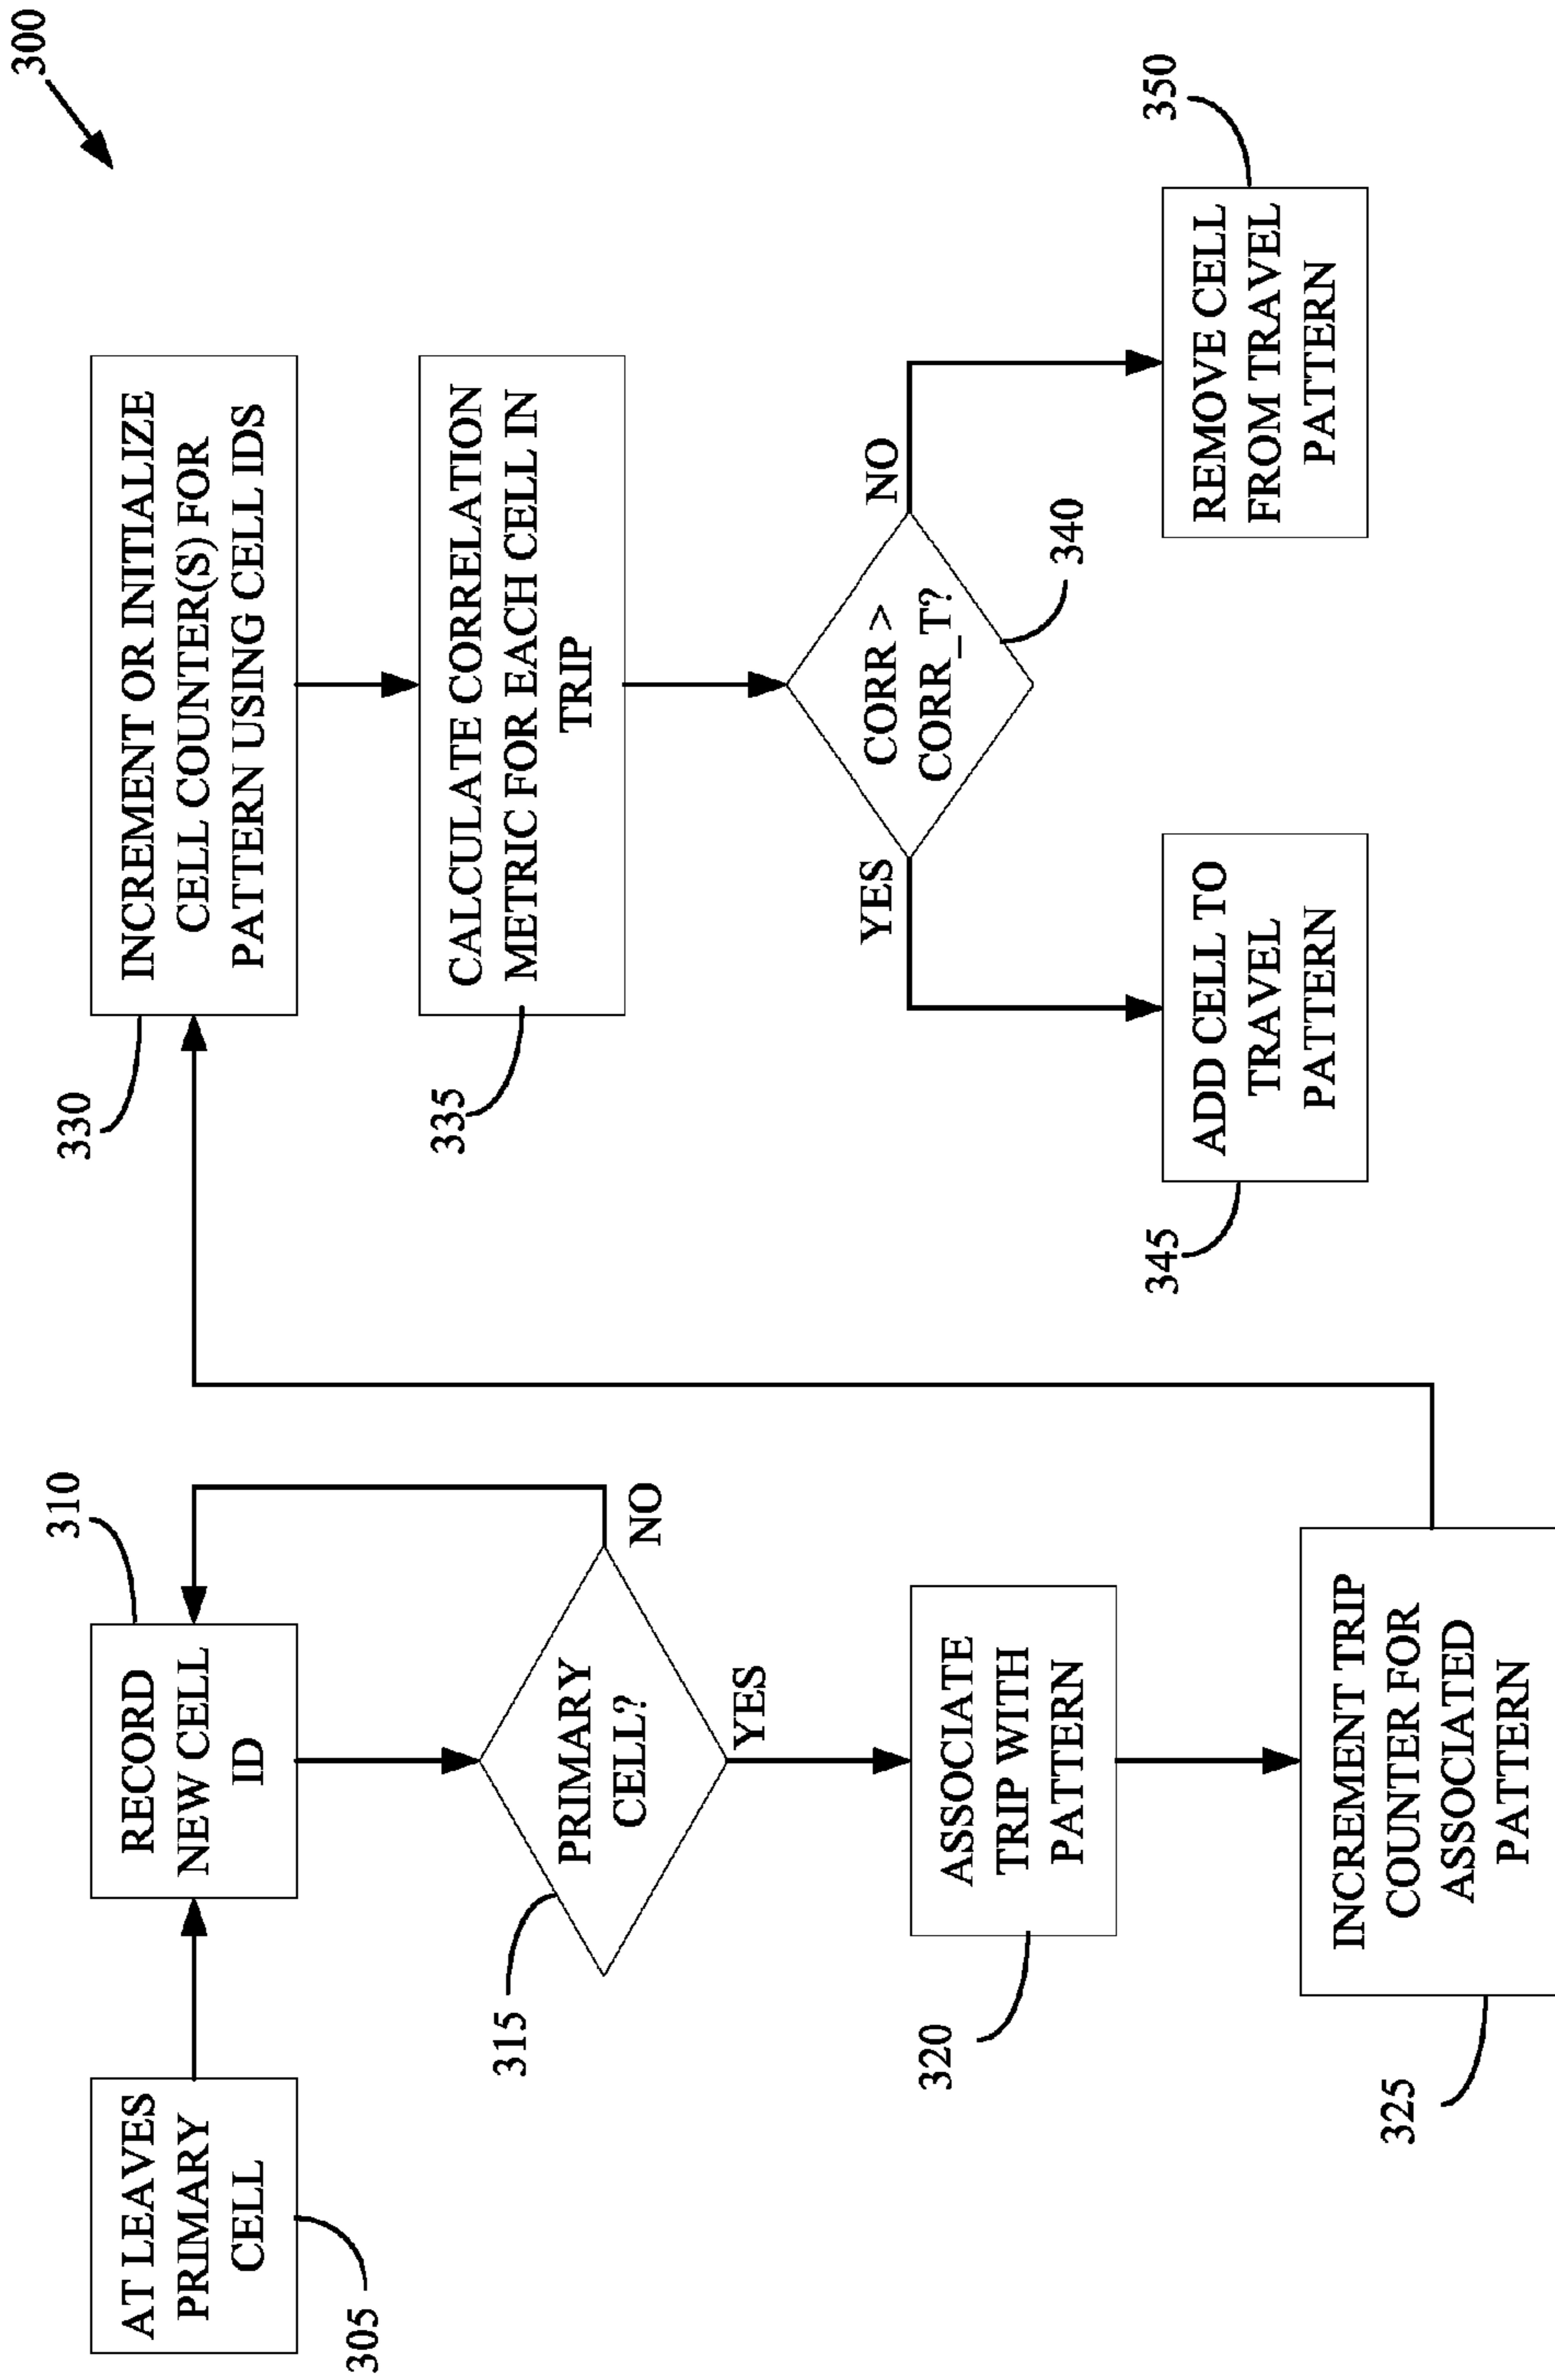 300
AT LEAVES
PRIMARY
CELL
305
RECORD
NEW CELL
ID
310
PRIMARY
CELL?
315
NO
YES
ASSOCIATE
TRIP WITH
PATTERN
320
INCREMENT TRIP
COUNTER FOR
ASSOCIATED
PATTERN
325
INCREMENT OR INITIALIZE
CELL COUNTER(S) FOR
PATTERN USING CELL IDS
330
CALCULATE CORRELATION
METRIC FOR EACH CELL IN
TRIP
335
CORR >
CORR_T?
340
YES
NO
ADD CELL TO
TRAVEL
PATTERN
345
REMOVE CELL
FROM TRAVEL
PATTERN
350